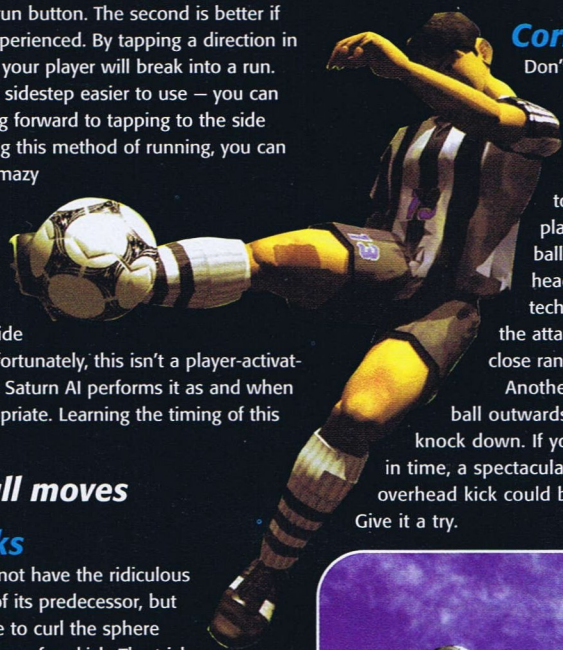 un button. The second is better if
perienced. By tapping a direction in
your player will break into a run.
sidestep easier to use – you can
g forward to tapping to the side
g this method of running, you can
mazy
ide
fortunately, this isn't a player-activat-
Saturn AI performs it as and when
priate. Learning the timing of this
ll moves
ks
not have the ridiculous
of its predecessor, but
e to curl the sphere
Cor
Don'
to
pla
ball
hea
tech
the atta
close ran
Anothe
ball outwards
knock down. If yo
in time, a spectacula
overhead kick could b
Give it a try.
13